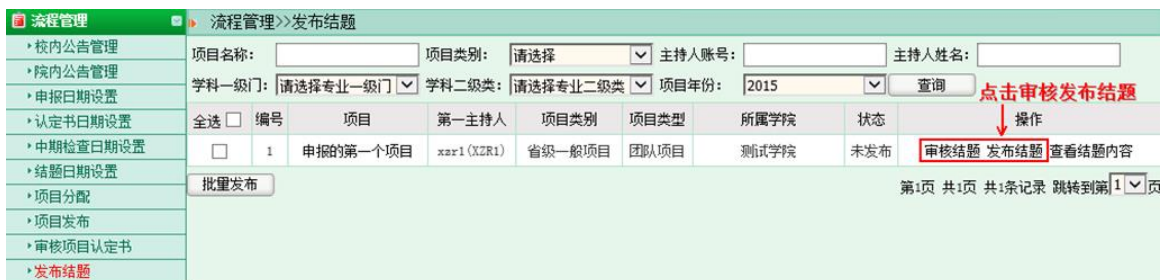 流程管理
流程管理>>发布结题
校内公告管理
院内公告管理
申报日期设置
认定书日期设置
中期检查日期设置
结题日期设置
项目分配
项目发布
审核项目认定书
发布结题
项目名称： 项目类别： 请选择 主持人账号： 主持人姓名：
学科一级门： 请选择专业一级门 学科二级类： 请选择专业二级类 项目年份： 2015 查询
点击审核发布结题
全选 编号 项目 第一主持人 项目类别 项目类型 所属学院 状态 操作
1 申报的第一个项目 xzr1(XZR1) 省级一般项目 团队项目 测试学院 未发布 审核结题 发布结题 查看结题内容
批量发布
第1页 共1页 共1条记录 跳转到第 1 页